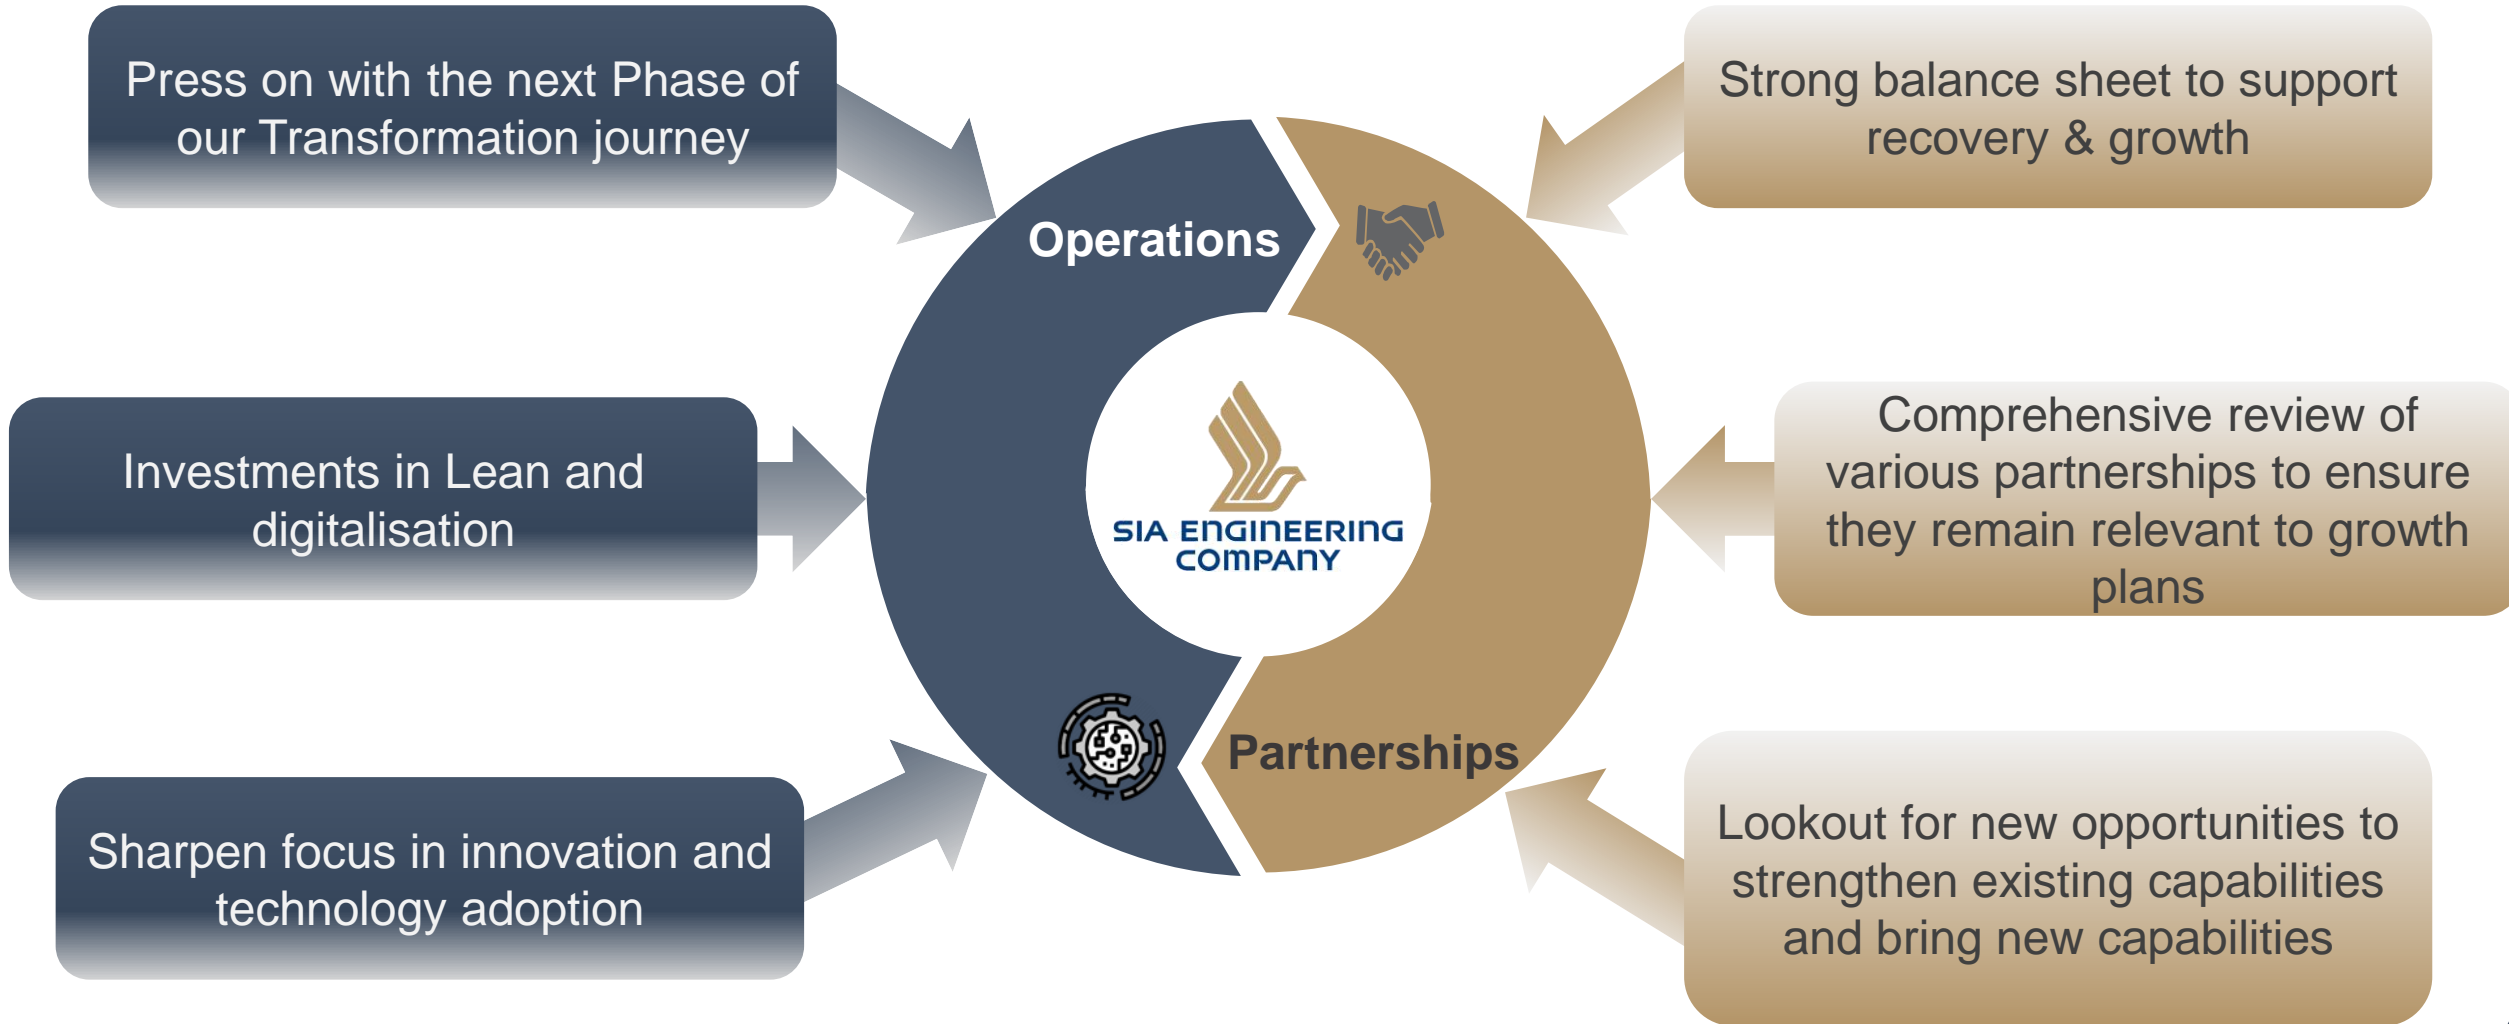 Press on with the next Phase of
our Transformation journey
Investments in Lean and
digitalisation
Sharpen focus in innovation and
technology adoption
Operations
SIA ENGINEERING
COMPANY
Partnerships
Strong balance sheet to support
recovery & growth
Comprehensive review of
various partnerships to ensure
they remain relevant to growth
plans
Lookout for new opportunities to
strengthen existing capabilities
and bring new capabilities